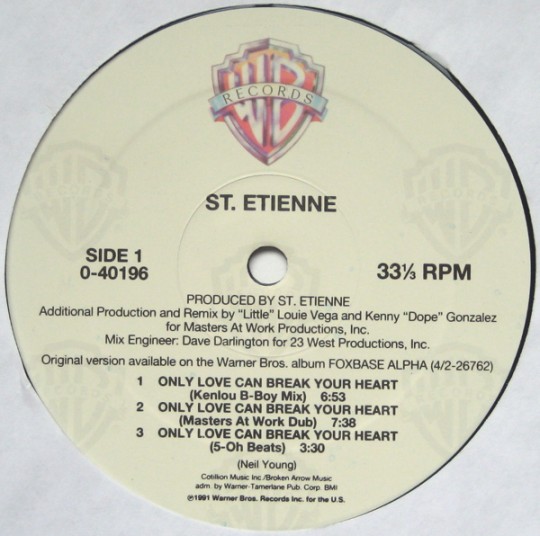 WB
RECORDS
ST. ETIENNE
SIDE 1
0-40196
33⅓ RPM
PRODUCED BY ST. ETIENNE
Additional Production and Remix by "Little" Louie Vega and Kenny "Dope" Gonzalez
for Masters At Work Productions, Inc.
Mix Engineer: Dave Darlington for 23 West Productions, Inc.
Original version available on the Warner Bros. album FOXBASE ALPHA (4/2-26762)
1 ONLY LOVE CAN BREAK YOUR HEART
(Kenlou B-Boy Mix) 6:53
2 ONLY LOVE CAN BREAK YOUR HEART
(Masters At Work Dub) 7:38
3 ONLY LOVE CAN BREAK YOUR HEART
(5-Oh Beats) 3:30
(Neil Young)
Cotillion Music Inc./Broken Arrow Music
adm. by Warner-Tamerlane Pub. Corp. BMI
℗1991 Warner Bros. Records Inc. for the U.S.